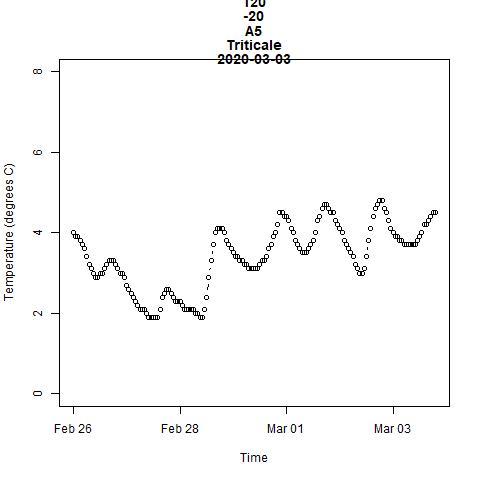 120
-20
A5
Triticale
2020-03-03
8
6
4
2
0
Temperature (degrees C)
Feb 26
Feb 28
Mar 01
Mar 03
Time